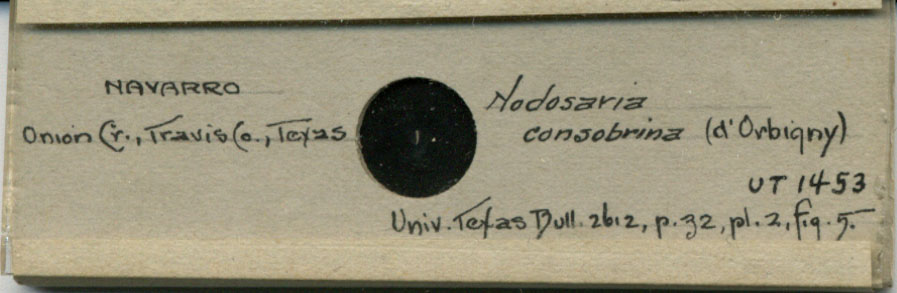 NAVARRO
Onion Cr., Travis Co., Texas
Nodosaria
consobrina (d'Orbigny)
UT 1453
Univ. Texas Bull. 2612, p. 32, pl. 2, fig. 5.